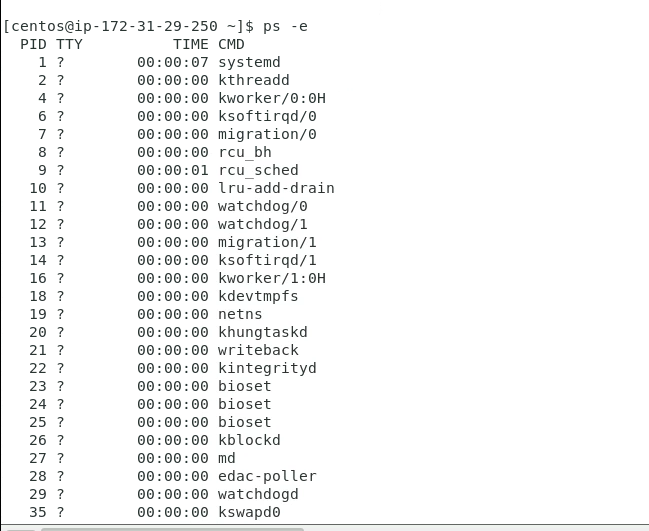 [centos@ip-172-31-29-250 ~]$ ps -e
  PID TTY          TIME CMD
    1 ?        00:00:07 systemd
    2 ?        00:00:00 kthreadd
    4 ?        00:00:00 kworker/0:0H
    6 ?        00:00:00 ksoftirqd/0
    7 ?        00:00:00 migration/0
    8 ?        00:00:00 rcu_bh
    9 ?        00:00:01 rcu_sched
   10 ?        00:00:00 lru-add-drain
   11 ?        00:00:00 watchdog/0
   12 ?        00:00:00 watchdog/1
   13 ?        00:00:00 migration/1
   14 ?        00:00:00 ksoftirqd/1
   16 ?        00:00:00 kworker/1:0H
   18 ?        00:00:00 kdevtmpfs
   19 ?        00:00:00 netns
   20 ?        00:00:00 khungtaskd
   21 ?        00:00:00 writeback
   22 ?        00:00:00 kintegrityd
   23 ?        00:00:00 bioset
   24 ?        00:00:00 bioset
   25 ?        00:00:00 bioset
   26 ?        00:00:00 kblockd
   27 ?        00:00:00 md
   28 ?        00:00:00 edac-poller
   29 ?        00:00:00 watchdogd
   35 ?        00:00:00 kswapd0